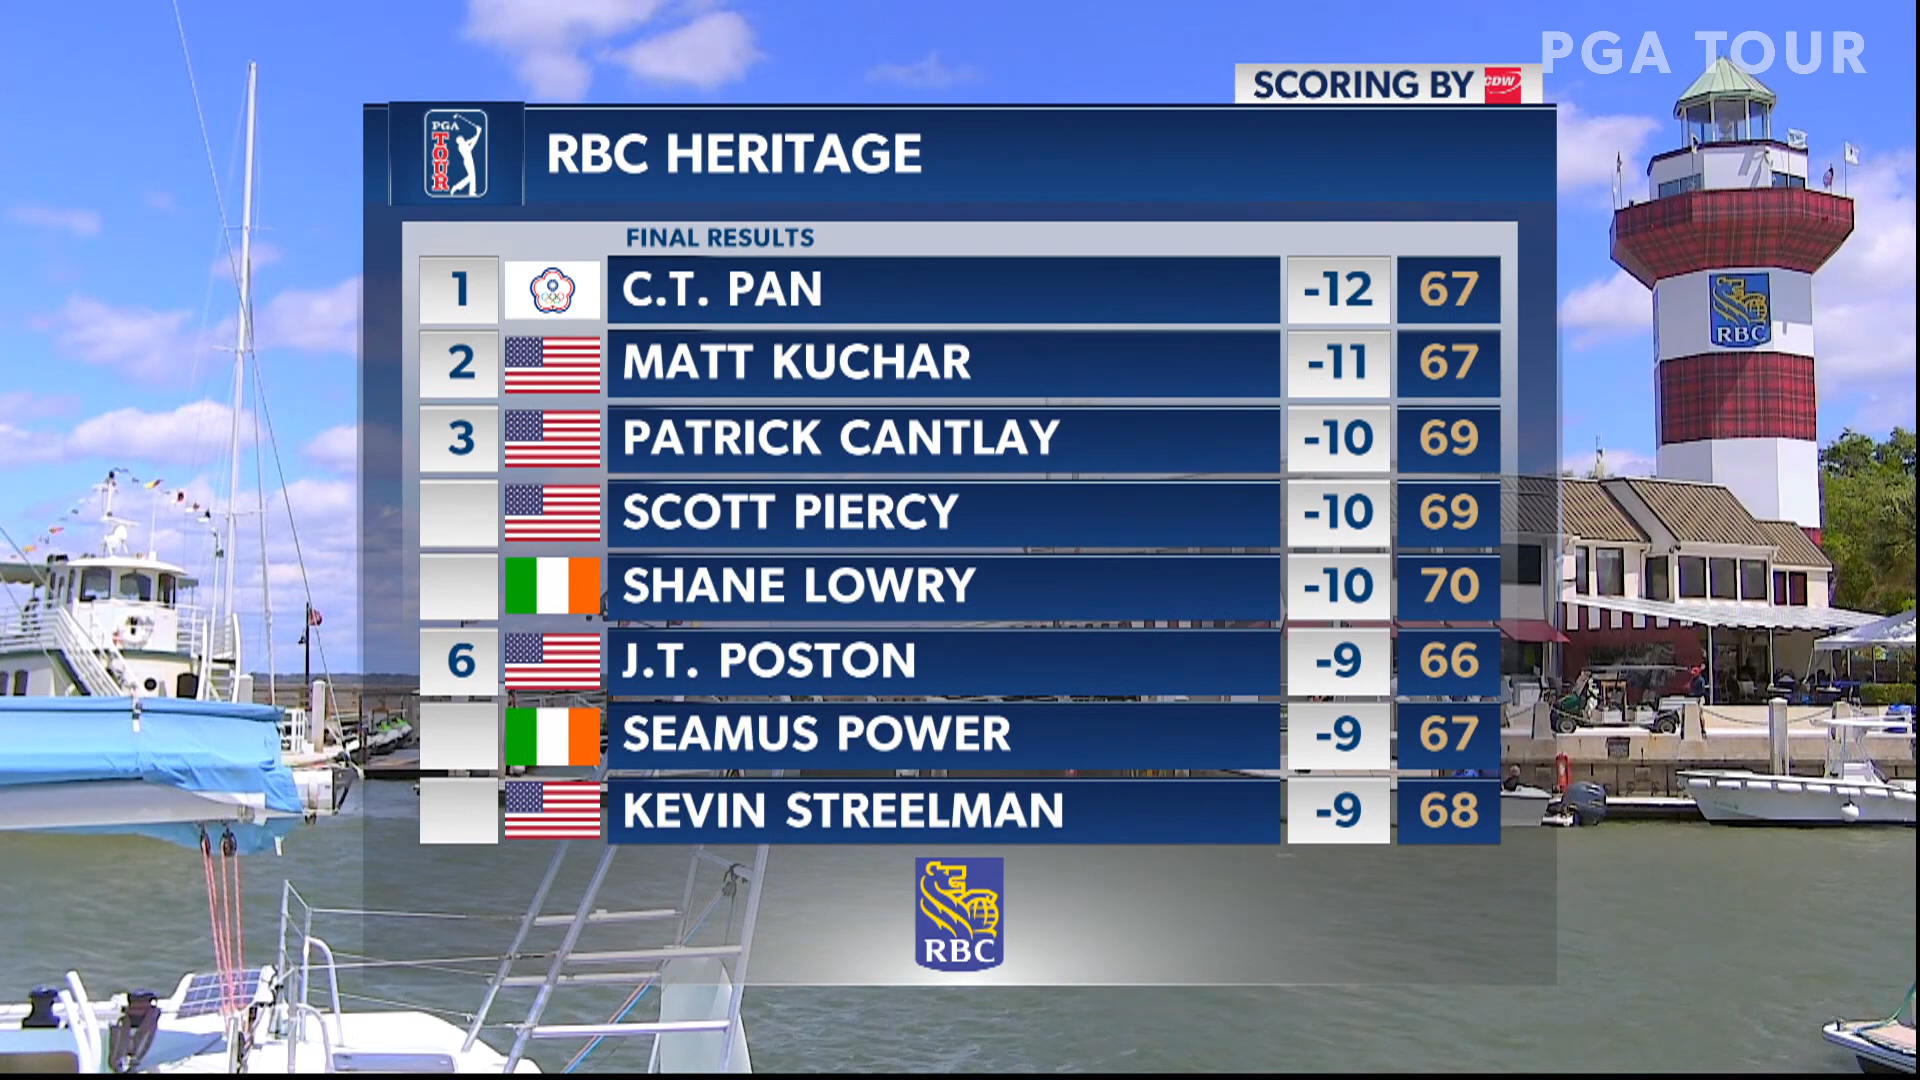 PGA TOUR
SCORING BY CDW
PGA TOUR
RBC HERITAGE
FINAL RESULTS
1 C.T. PAN -12 67
2 MATT KUCHAR -11 67
3 PATRICK CANTLAY -10 69
SCOTT PIERCY -10 69
SHANE LOWRY -10 70
6 J.T. POSTON -9 66
SEAMUS POWER -9 67
KEVIN STREELMAN -9 68
RBC
RBC